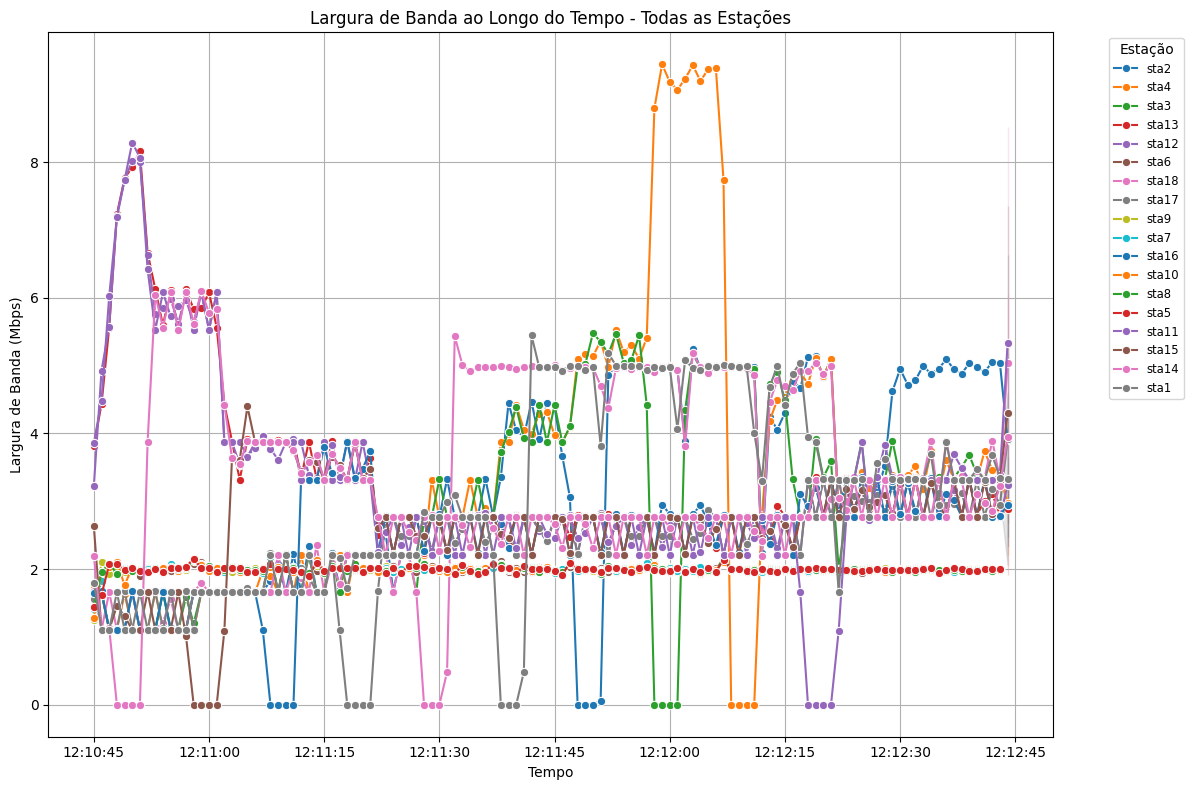 Largura de Banda ao Longo do Tempo - Todas as Estações
Largura de Banda (Mbps)
8
6
4
2
0
12:10:45
12:11:00
12:11:15
12:11:30
12:11:45
12:12:00
12:12:15
12:12:30
12:12:45
Tempo
Estação
sta2
sta4
sta3
sta13
sta12
sta6
sta18
sta17
sta9
sta7
sta16
sta10
sta8
sta5
sta11
sta15
sta14
sta1